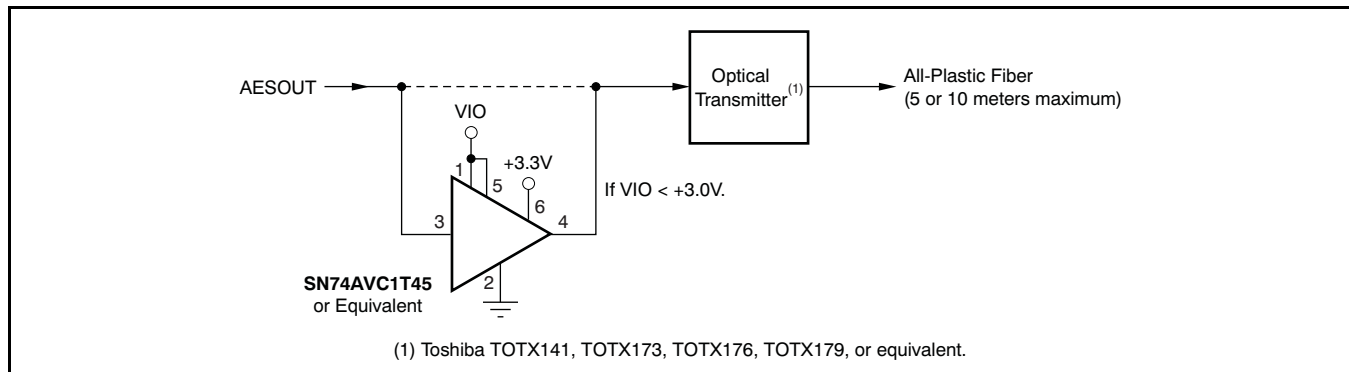 AESOUT
Optical
Transmitter(1)
All-Plastic Fiber
(5 or 10 meters maximum)
VIO
+3.3V
1
5
6
If VIO < +3.0V.
3
4
2
SN74AVC1T45
or Equivalent
(1) Toshiba TOTX141, TOTX173, TOTX176, TOTX179, or equivalent.